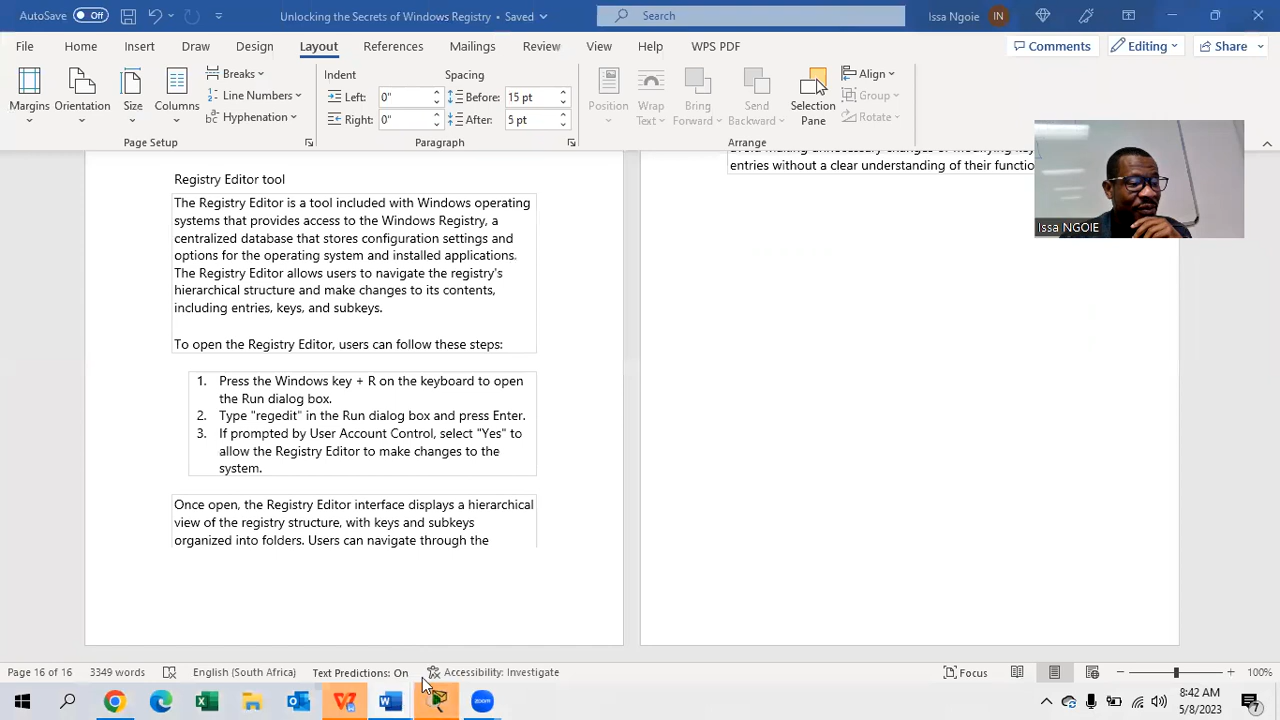 AutoSave Off
Unlocking the Secrets of Windows Registry • Saved
Search
Issa Ngoie
IN
File Home Insert Draw Design Layout References Mailings Review View Help WPS PDF
Comments
Editing
Share
Margins
Orientation
Size
Columns
Breaks
Line Numbers
Hyphenation
Page Setup
Indent
Left: 0"
Right: 0"
Spacing
Before: 15 pt
After: 5 pt
Paragraph
Position
Wrap Text
Bring Forward
Send Backward
Selection Pane
Align
Group
Rotate
Arrange
Registry Editor tool
The Registry Editor is a tool included with Windows operating
systems that provides access to the Windows Registry, a
centralized database that stores configuration settings and
options for the operating system and installed applications.
The Registry Editor allows users to navigate the registry's
hierarchical structure and make changes to its contents,
including entries, keys, and subkeys.
To open the Registry Editor, users can follow these steps:
1. Press the Windows key + R on the keyboard to open
the Run dialog box.
2. Type "regedit" in the Run dialog box and press Enter.
3. If prompted by User Account Control, select "Yes" to
allow the Registry Editor to make changes to the
system.
Once open, the Registry Editor interface displays a hierarchical
view of the registry structure, with keys and subkeys
organized into folders. Users can navigate through the
avoid making unnecessary changes or modifying
entries without a clear understanding of their
Issa NGOIE
Page 16 of 16 3349 words English (South Africa) Text Predictions: On Accessibility: Investigate
Focus
100%
zoom
8:42 AM
5/8/2023
7